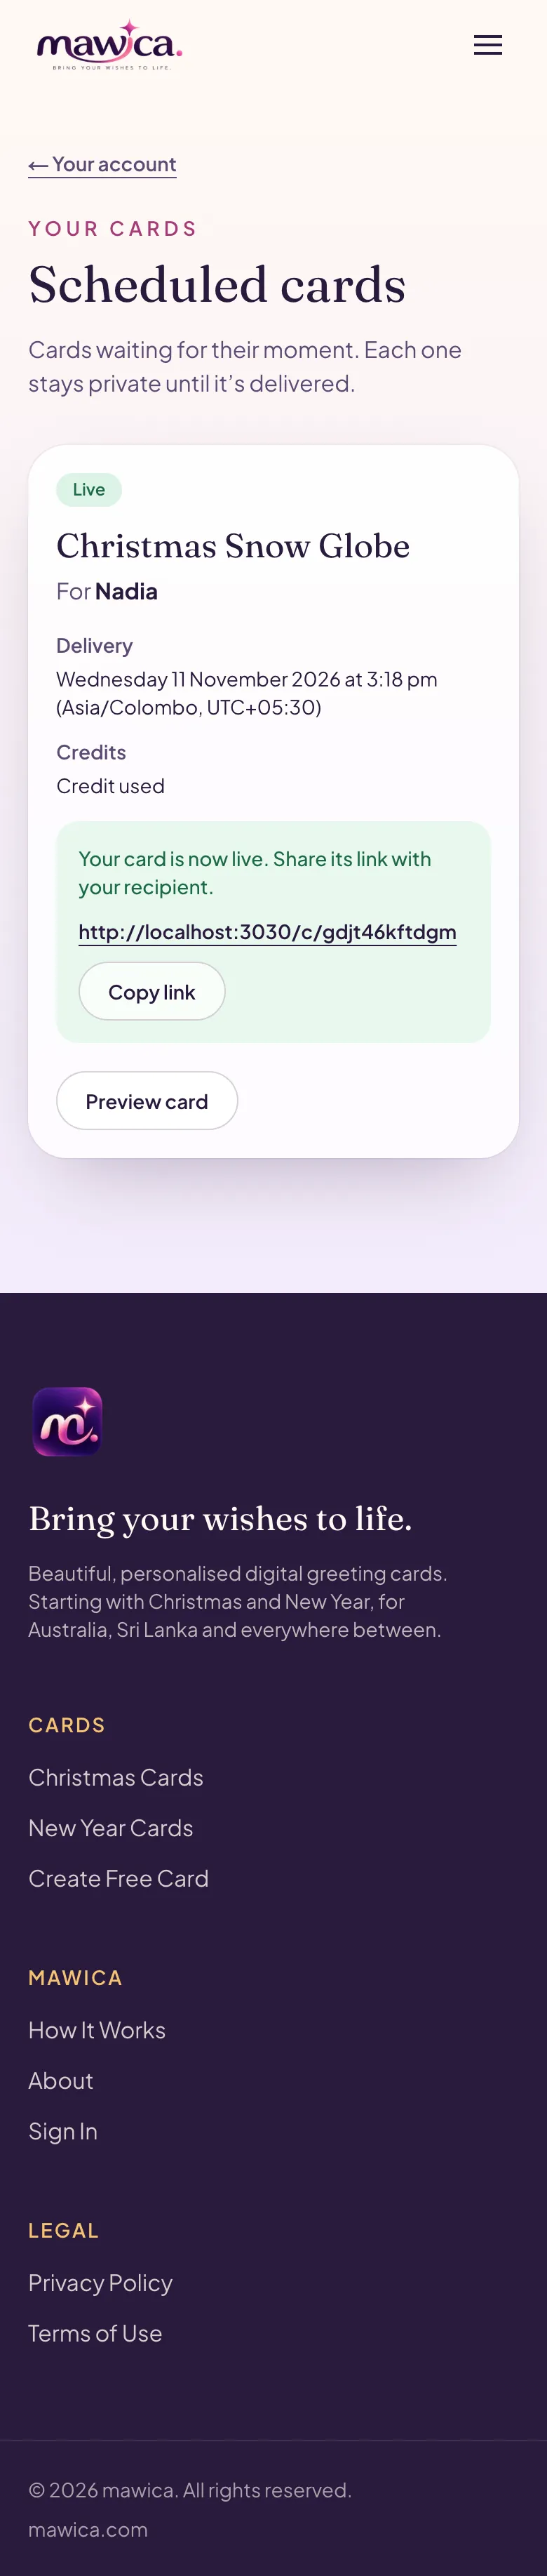 mawica.
BRING YOUR WISHES TO LIFE.
← Your account
YOUR CARDS
Scheduled cards
Cards waiting for their moment. Each one
stays private until it’s delivered.
Live
Christmas Snow Globe
For Nadia
Delivery
Wednesday 11 November 2026 at 3:18 pm
(Asia/Colombo, UTC+05:30)
Credits
Credit used
Your card is now live. Share its link with
your recipient.
http://localhost:3030/c/gdjt46kftdgm
Copy link
Preview card
m.
Bring your wishes to life.
Beautiful, personalised digital greeting cards.
Starting with Christmas and New Year, for
Australia, Sri Lanka and everywhere between.
CARDS
Christmas Cards
New Year Cards
Create Free Card
MAWICA
How It Works
About
Sign In
LEGAL
Privacy Policy
Terms of Use
© 2026 mawica. All rights reserved.
mawica.com